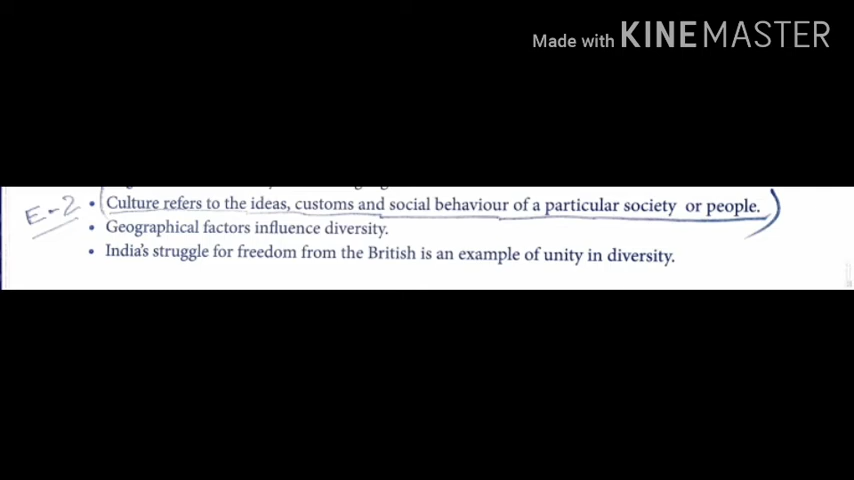 Made with KINEMASTER
E-2 • Culture refers to the ideas, customs and social behaviour of a particular society or people.
• Geographical factors influence diversity.
• India's struggle for freedom from the British is an example of unity in diversity.